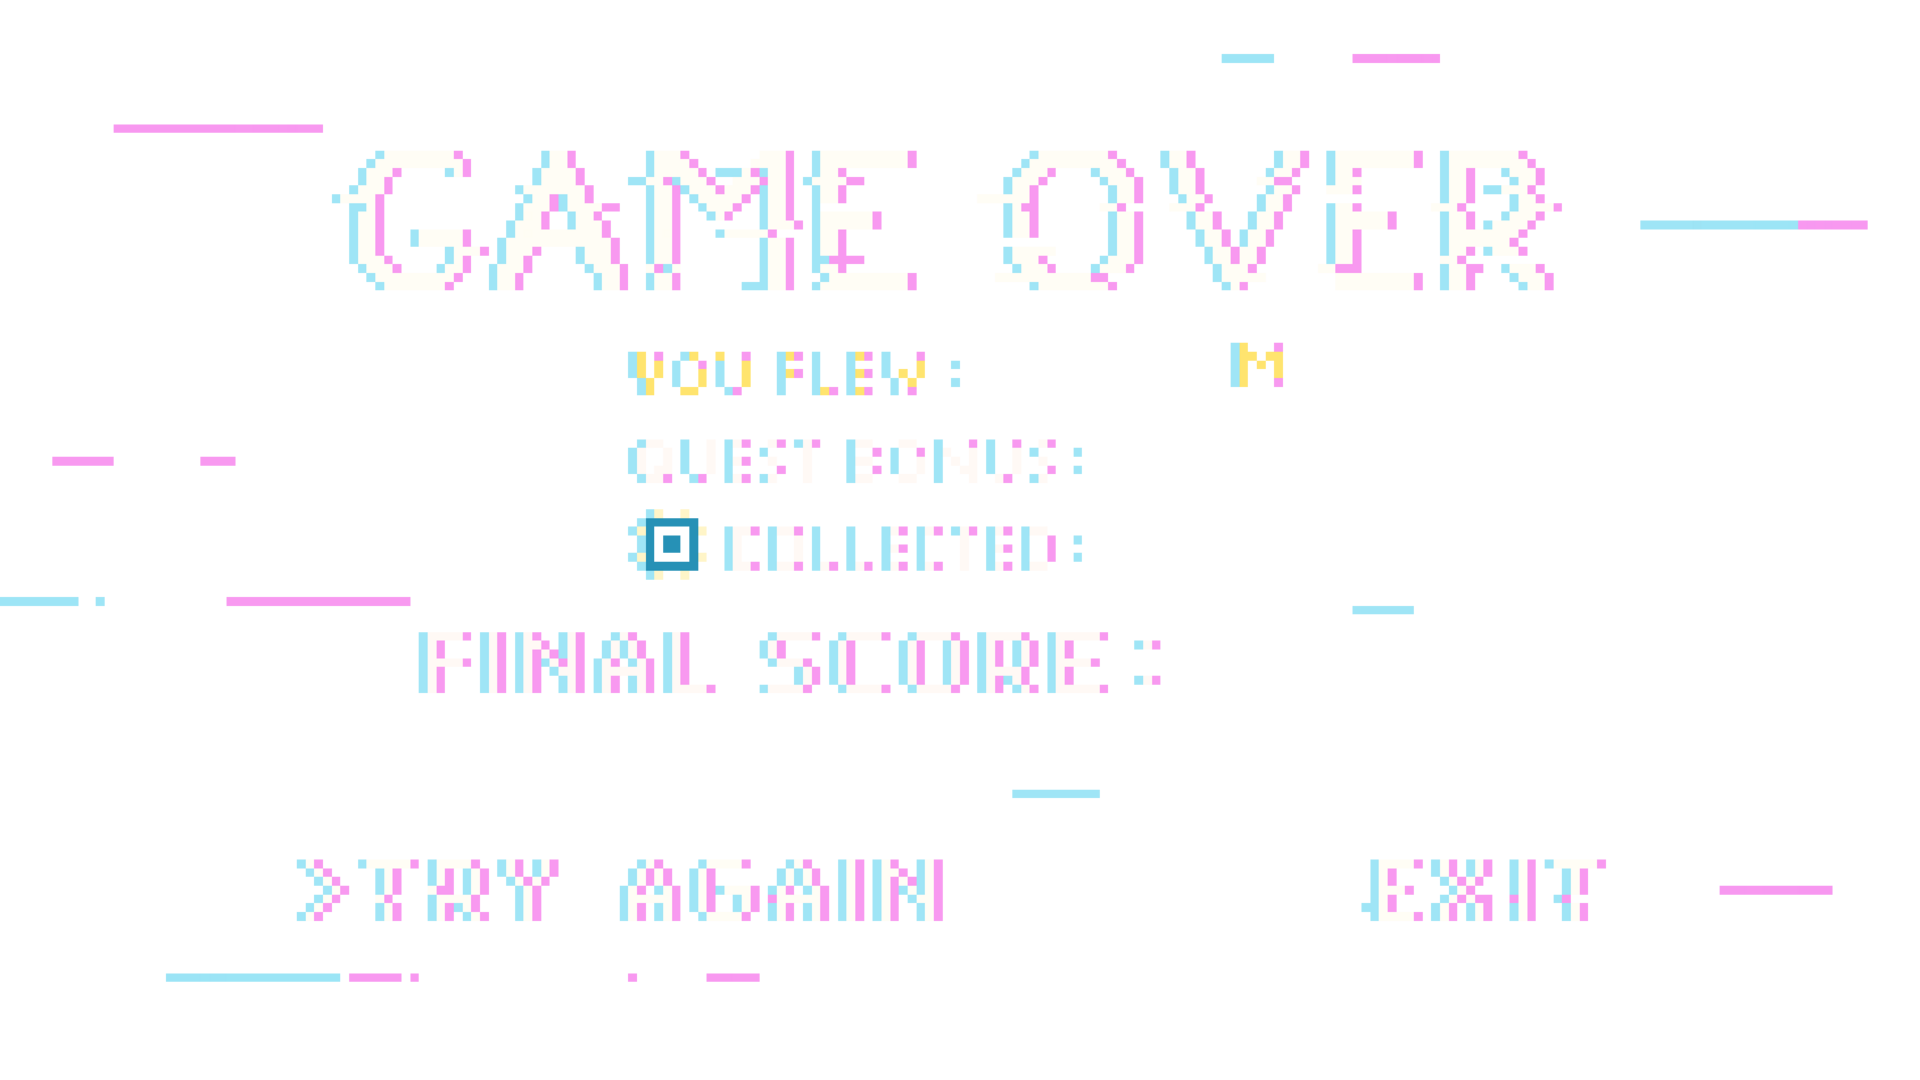 GAME OVER
YOU FLEW: M
QUEST BONUS:
COLLECTED:
FINAL SCORE:
>TRY AGAIN EXIT